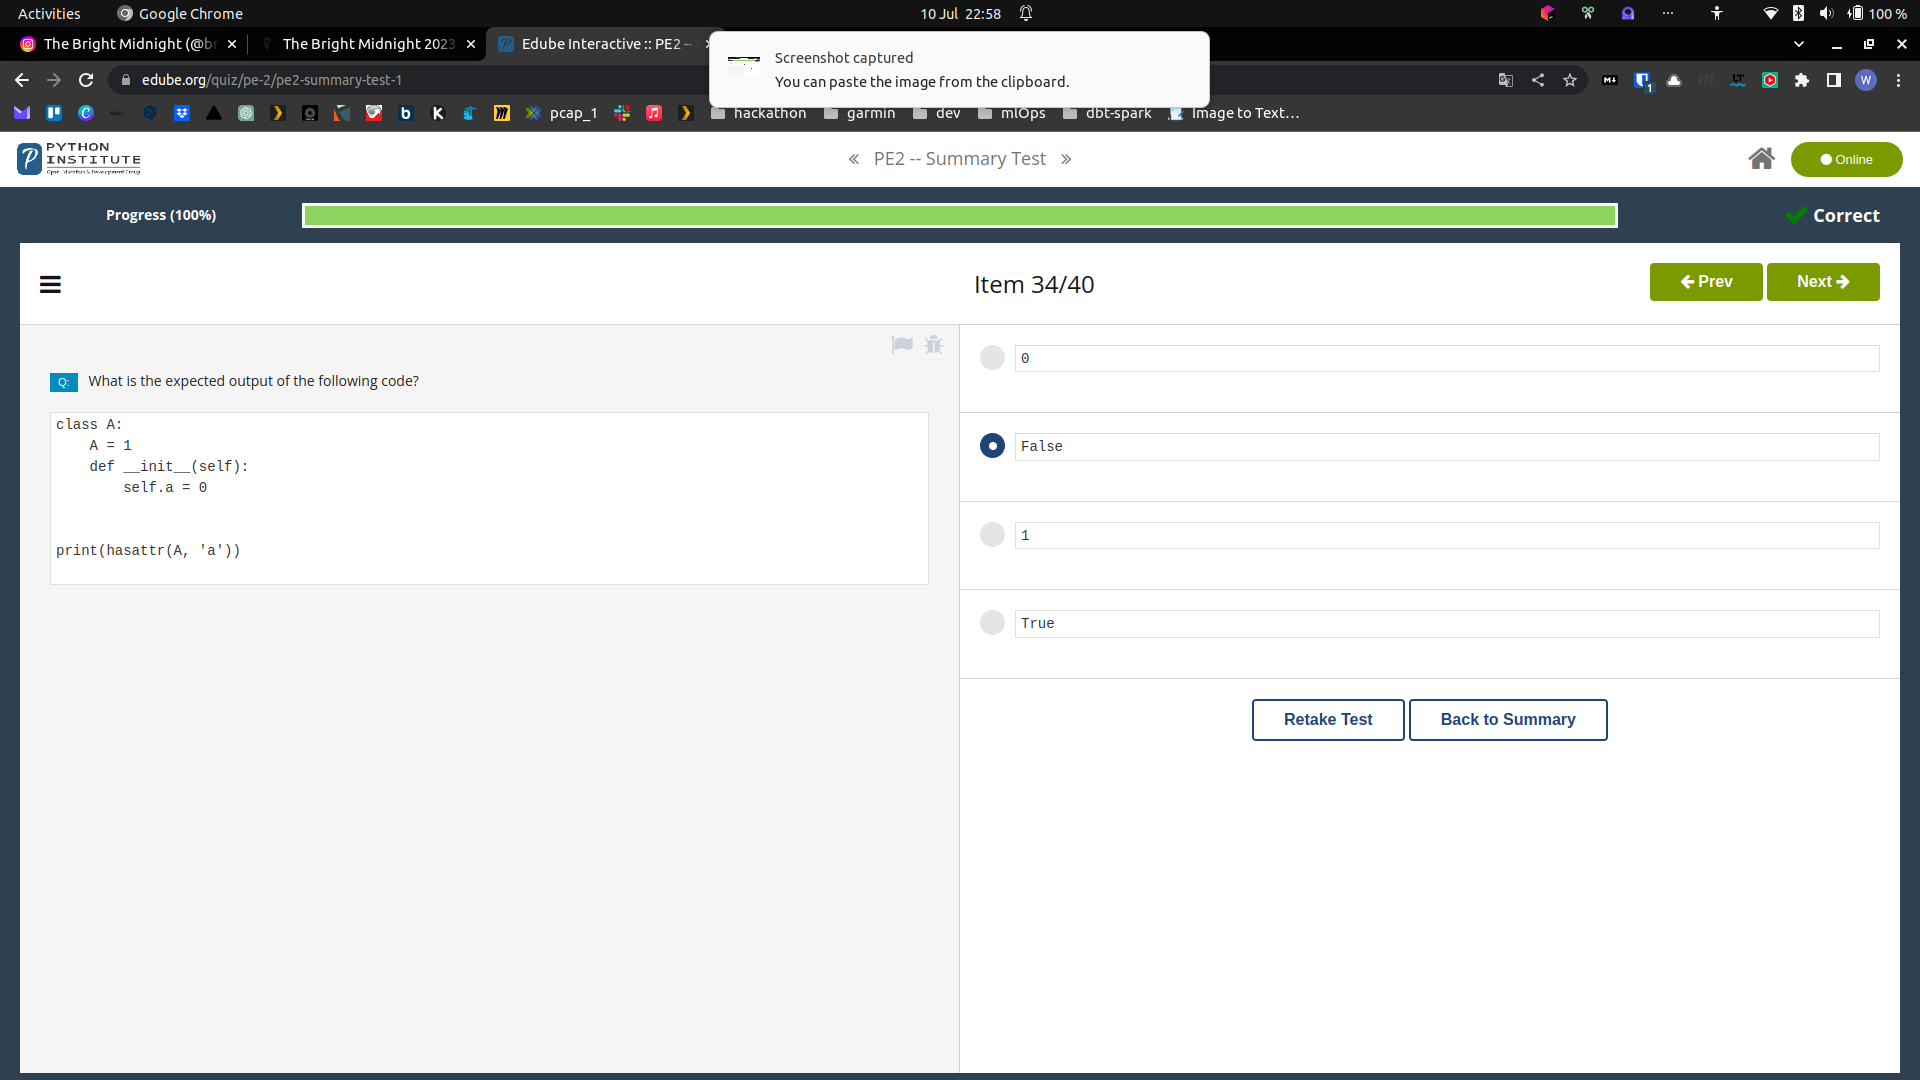 Activities
Google Chrome
10 Jul 22:58
100 %
The Bright Midnight (@br
The Bright Midnight 2023
Edube Interactive :: PE2 –
Screenshot captured
You can paste the image from the clipboard.
edube.org/quiz/pe-2/pe2-summary-test-1
pcap_1
hackathon
garmin
dev
mlOps
dbt-spark
Image to Text…
PYTHON
INSTITUTE
Open Education & Development Group
« PE2 -- Summary Test »
Online
Progress (100%)
Correct
Item 34/40
Prev
Next
Q: What is the expected output of the following code?
class A:
    A = 1
    def __init__(self):
        self.a = 0
print(hasattr(A, 'a'))
0
False
1
True
Retake Test
Back to Summary